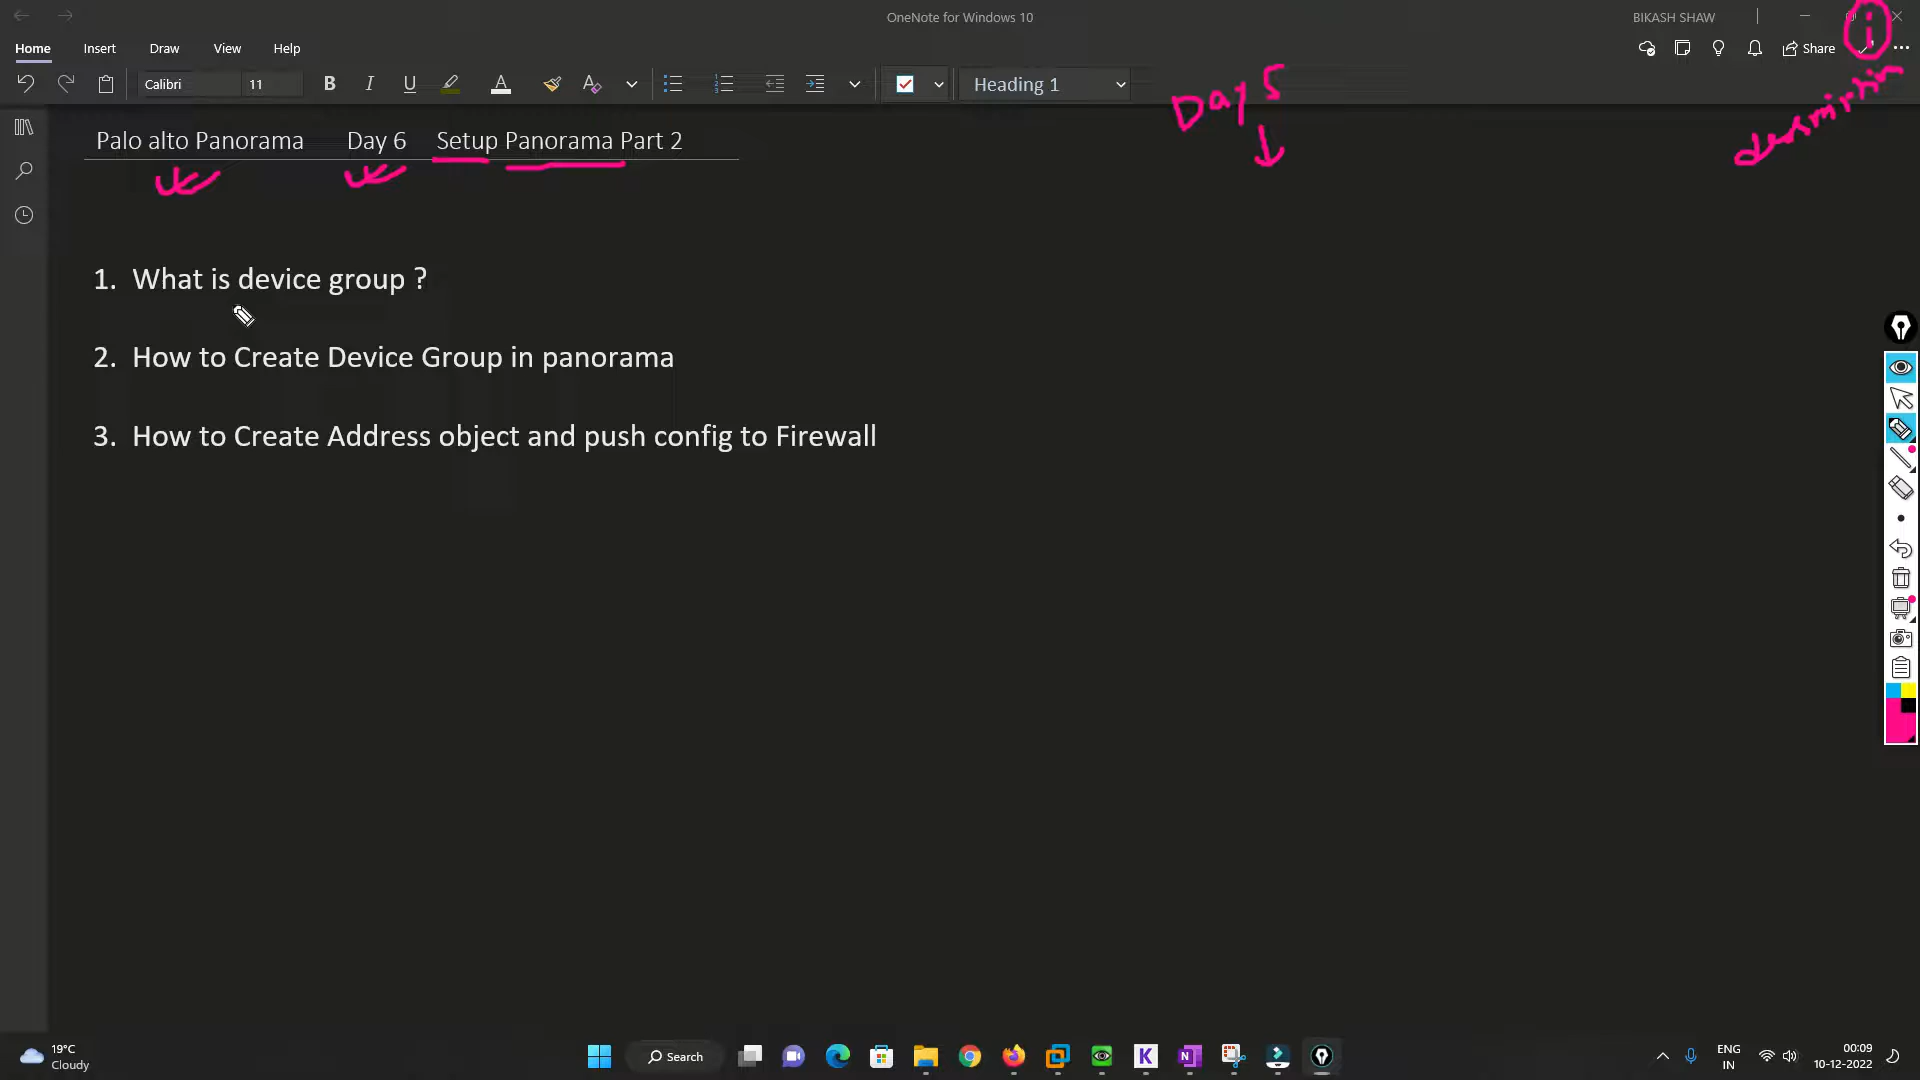 OneNote for Windows 10
BIKASH SHAW
Home Insert Draw View Help
Share
Calibri 11 B I U A A Heading 1
Day 5
Palo alto Panorama Day 6 Setup Panorama Part 2
1. What is device group ?
2. How to Create Device Group in panorama
3. How to Create Address object and push config to Firewall
19°C
Cloudy
Search
K
N
ENG
IN
00:09
10-12-2022